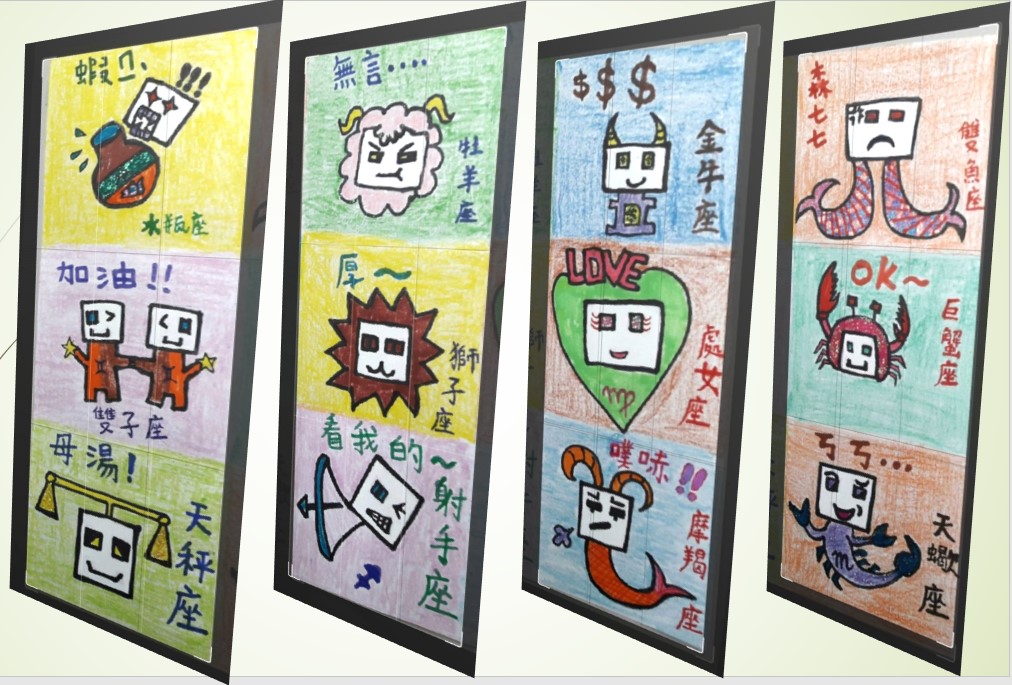 蝦
水瓶座
加油!!
雙子座
母湯!
天秤座
無言....
牡羊座
厚~
獅子座
看我的~
射手座
$$$
金牛座
LOVE
處女座
噗哧!!
摩羯座
森七七
雙魚座
OK~
巨蟹座
ㄎㄎ...
天蠍座